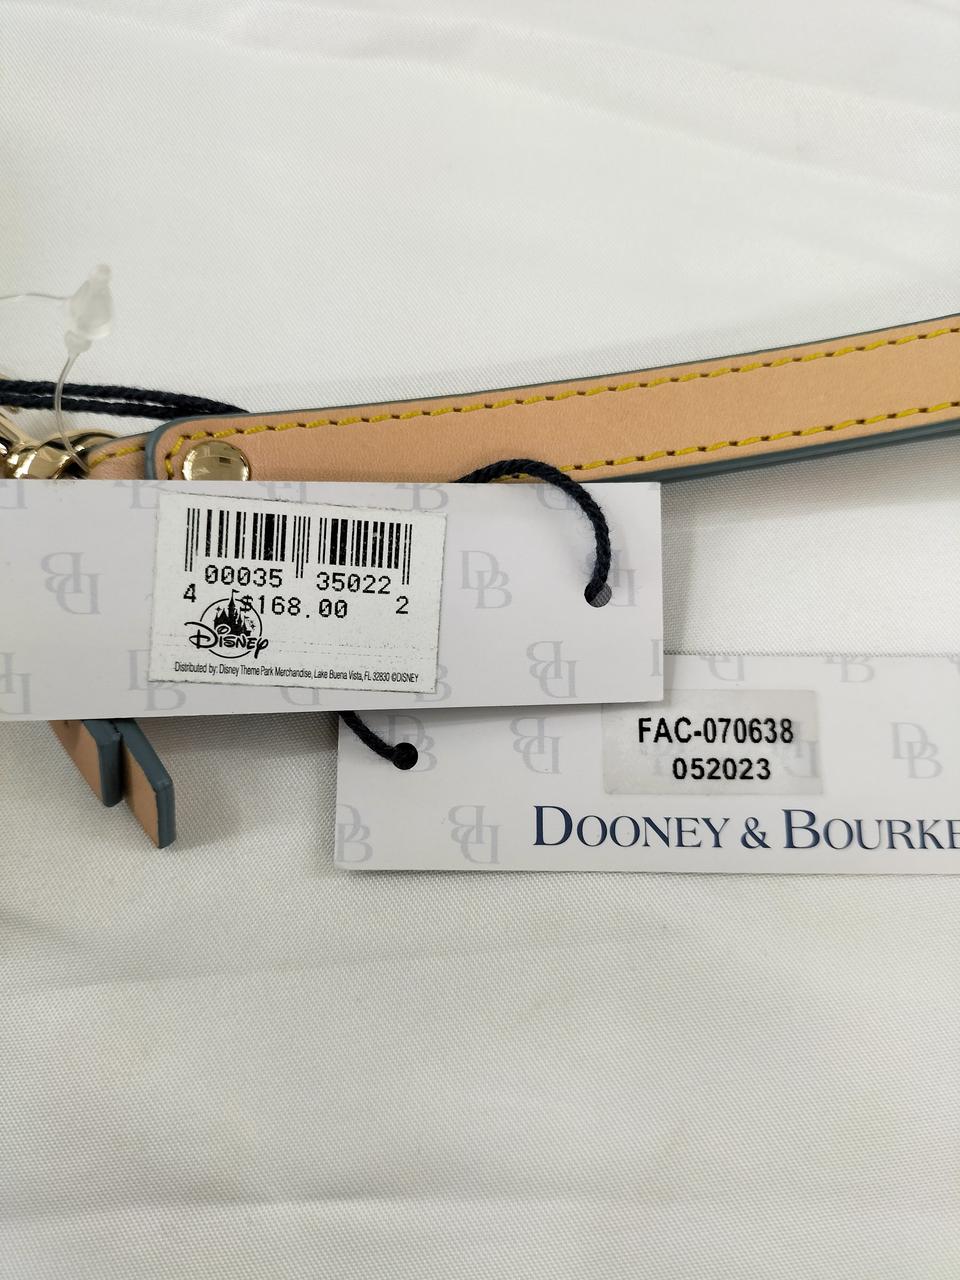 4 00035 35022 2
$168.00
Disney
Distributed by: Disney Theme Park Merchandise, Lake Buena Vista, FL 32830 ©DISNEY
FAC-070638
052023
DOONEY & BOURKE